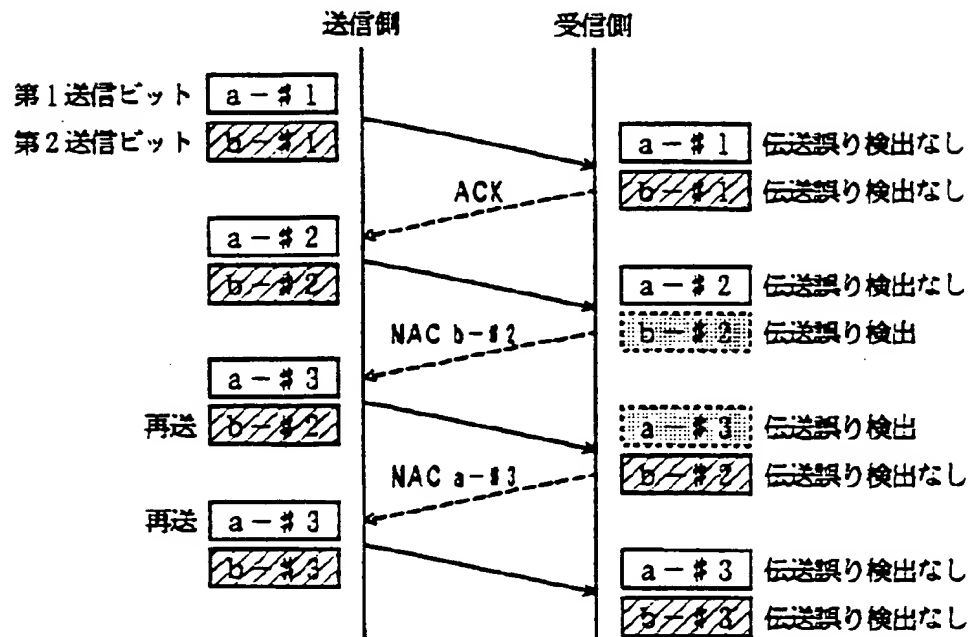 送信側 受信側
第1送信ビット a-#1
第2送信ビット b-#1
a-#1 伝送誤り検出なし
b-#1 伝送誤り検出なし
ACK
a-#2
b-#2
a-#2 伝送誤り検出なし
b-#2 伝送誤り検出
NAC b-#2
a-#3
再送 b-#2
a-#3 伝送誤り検出
b-#2 伝送誤り検出なし
NAC a-#3
再送 a-#3
b-#3
a-#3 伝送誤り検出なし
b-#3 伝送誤り検出なし